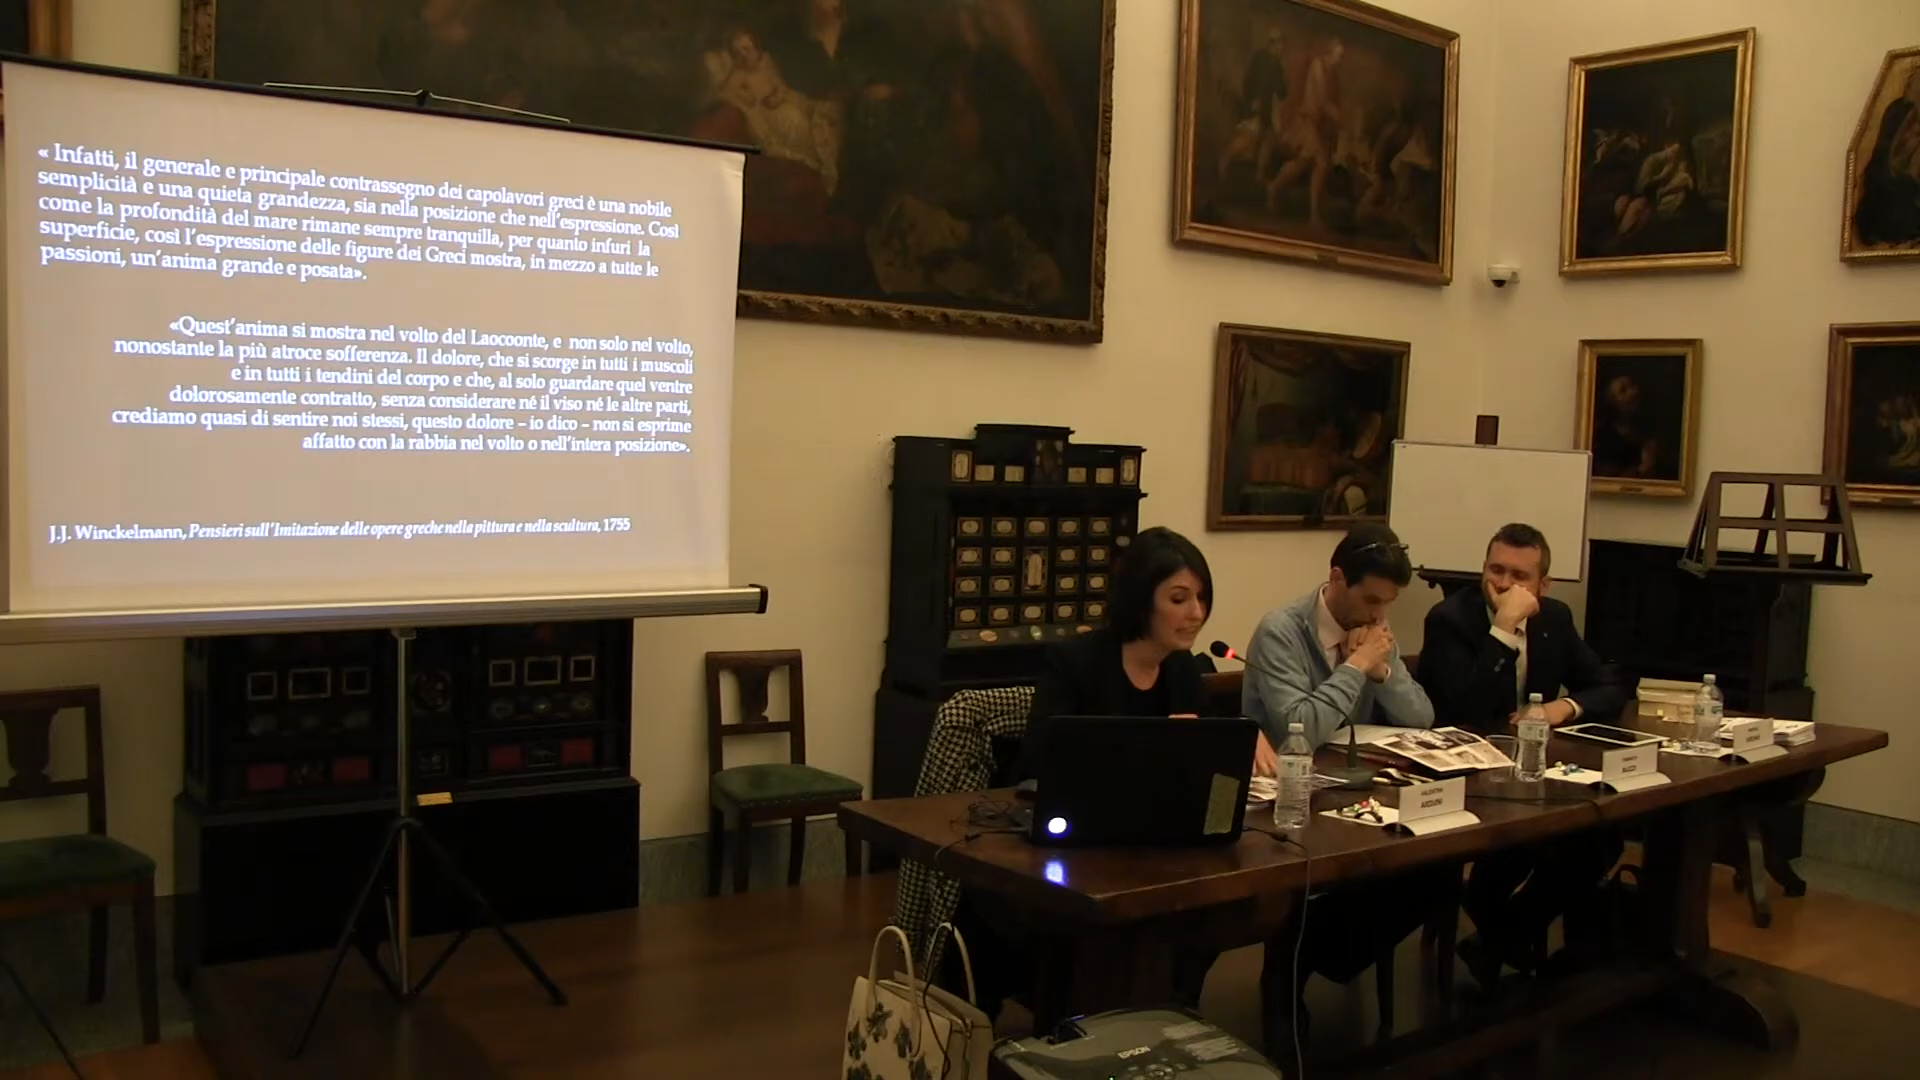 « Infatti, il generale e principale contrassegno dei capolavori greci è una nobile
semplicità e una quieta grandezza, sia nella posizione che nell'espressione. Così
come la profondità del mare rimane sempre tranquilla, per quanto infuri la
superficie, così l'espressione delle figure dei Greci mostra, in mezzo a tutte le
passioni, un'anima grande e posata».
«Quest'anima si mostra nel volto del Laocoonte, e non solo nel volto,
nonostante la più atroce sofferenza. Il dolore, che si scorge in tutti i muscoli
e in tutti i tendini del corpo e che, al solo guardare quel ventre
dolorosamente contratto, senza considerare né il viso né le altre parti,
crediamo quasi di sentire noi stessi, questo dolore – io dico – non si esprime
affatto con la rabbia nel volto o nell'intera posizione».
J.J. Winckelmann, Pensieri sull'Imitazione delle opere greche nella pittura e nella scultura, 1755
VALENTINA
EPSON